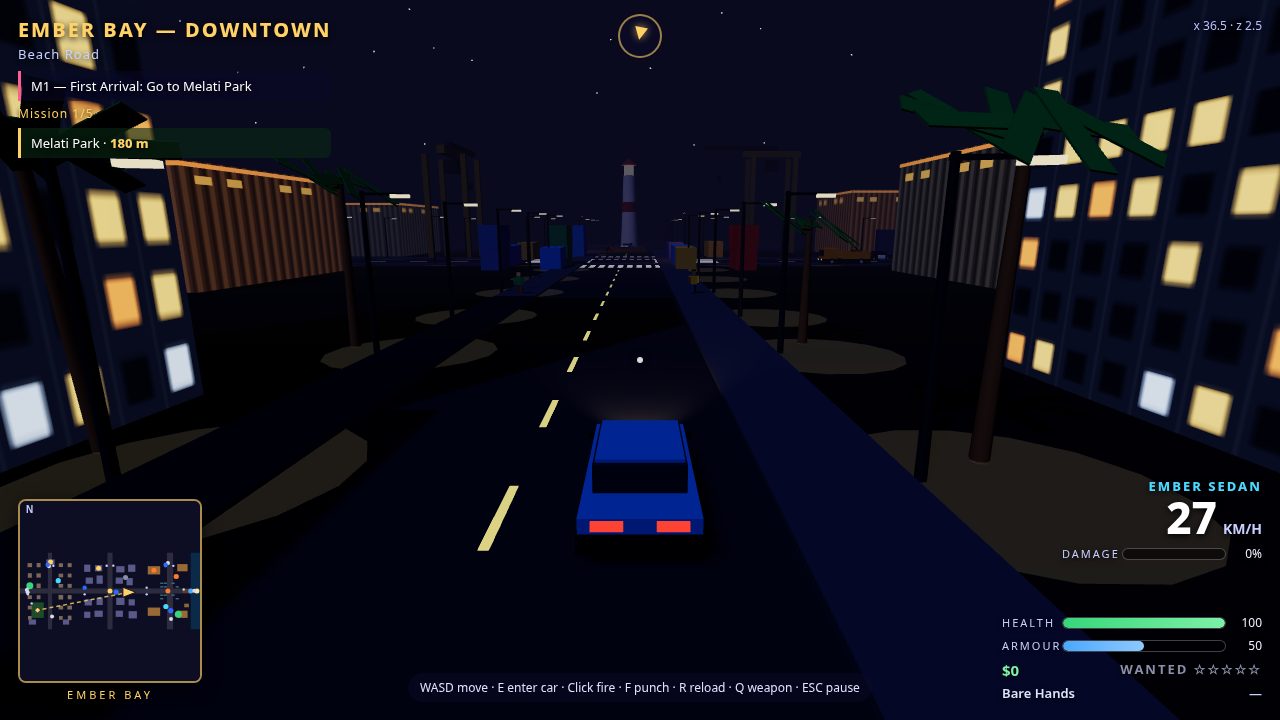 EMBER BAY — DOWNTOWN
x 36.5 · z 2.5
Beach Road
M1 — First Arrival: Go to Melati Park
Mission 1/5
Melati Park · 180 m
N
EMBER BAY
EMBER SEDAN
27 KM/H
DAMAGE 0%
HEALTH 100
ARMOUR 50
$0 WANTED ☆☆☆☆☆
Bare Hands —
WASD move · E enter car · Click fire · F punch · R reload · Q weapon · ESC pause